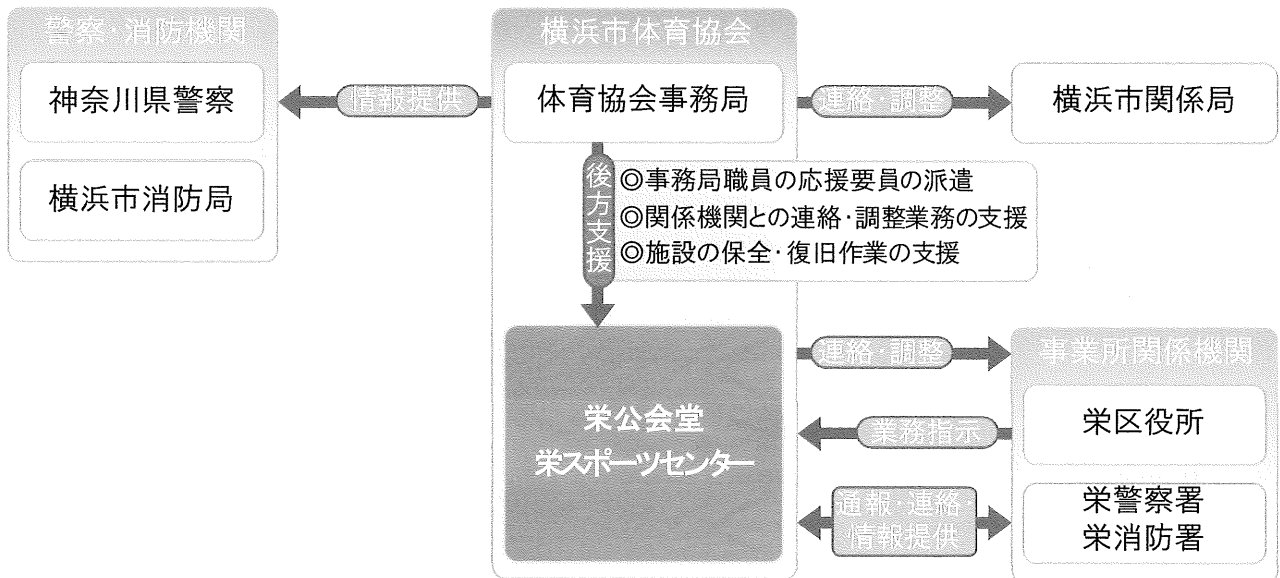 警察・消防機関
神奈川県警察
横浜市消防局
情報提供
横浜市体育協会
体育協会事務局
連絡・調整
横浜市関係局
後方支援
◎事務局職員の応援要員の派遣
◎関係機関との連絡・調整業務の支援
◎施設の保全・復旧作業の支援
栄公会堂
栄スポーツセンター
連絡・調整
業務指示
通報・連絡・
情報提供
事業所関係機関
栄区役所
栄警察署
栄消防署